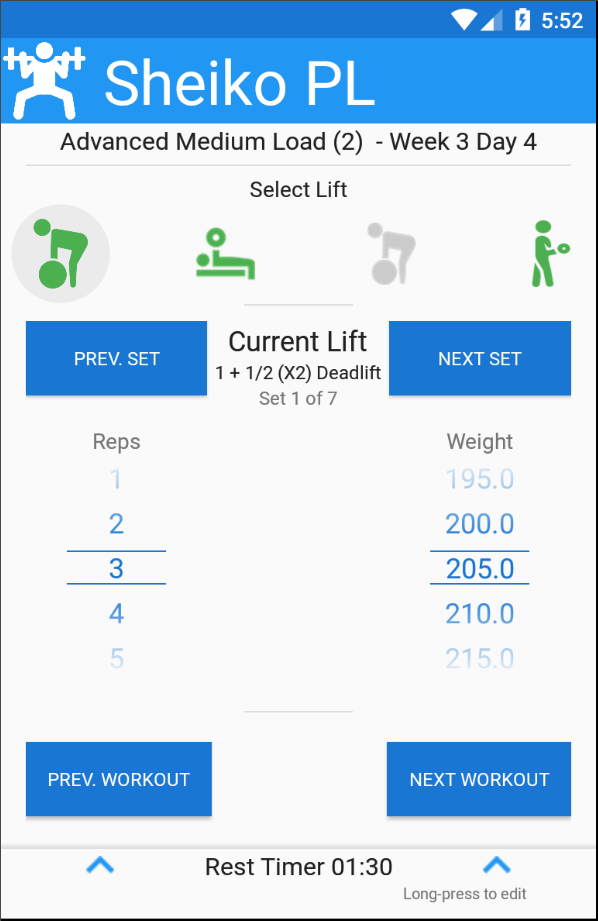 5:52
Sheiko PL
Advanced Medium Load (2)  - Week 3 Day 4
Select Lift
PREV. SET
Current Lift
1 + 1/2 (X2) Deadlift
Set 1 of 7
NEXT SET
Reps
1
2
3
4
5
Weight
195.0
200.0
205.0
210.0
215.0
PREV. WORKOUT
NEXT WORKOUT
Rest Timer 01:30
Long-press to edit